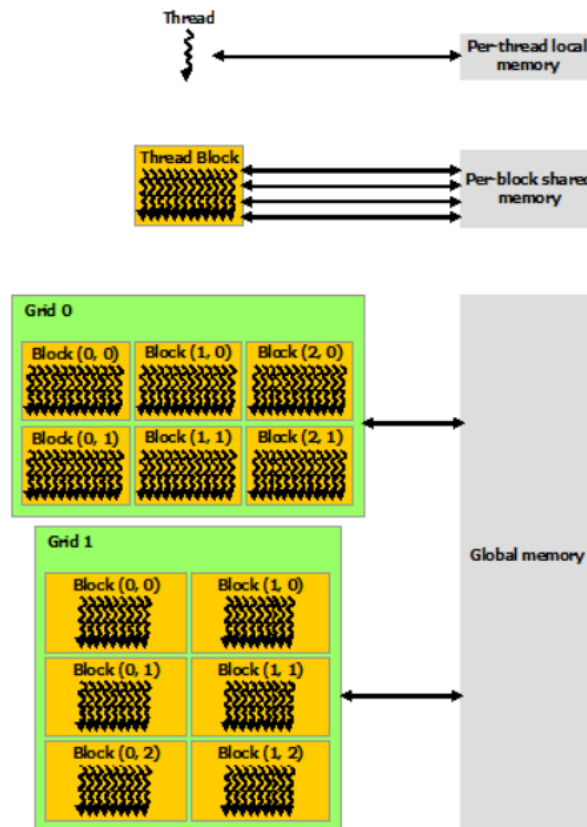 Thread
Per-thread local
memory
Thread Block
Per-block shared
memory
Grid 0
Block (0, 0)
Block (1, 0)
Block (2, 0)
Block (0, 1)
Block (1, 1)
Block (2, 1)
Global memory
Grid 1
Block (0, 0)
Block (1, 0)
Block (0, 1)
Block (1, 1)
Block (0, 2)
Block (1, 2)